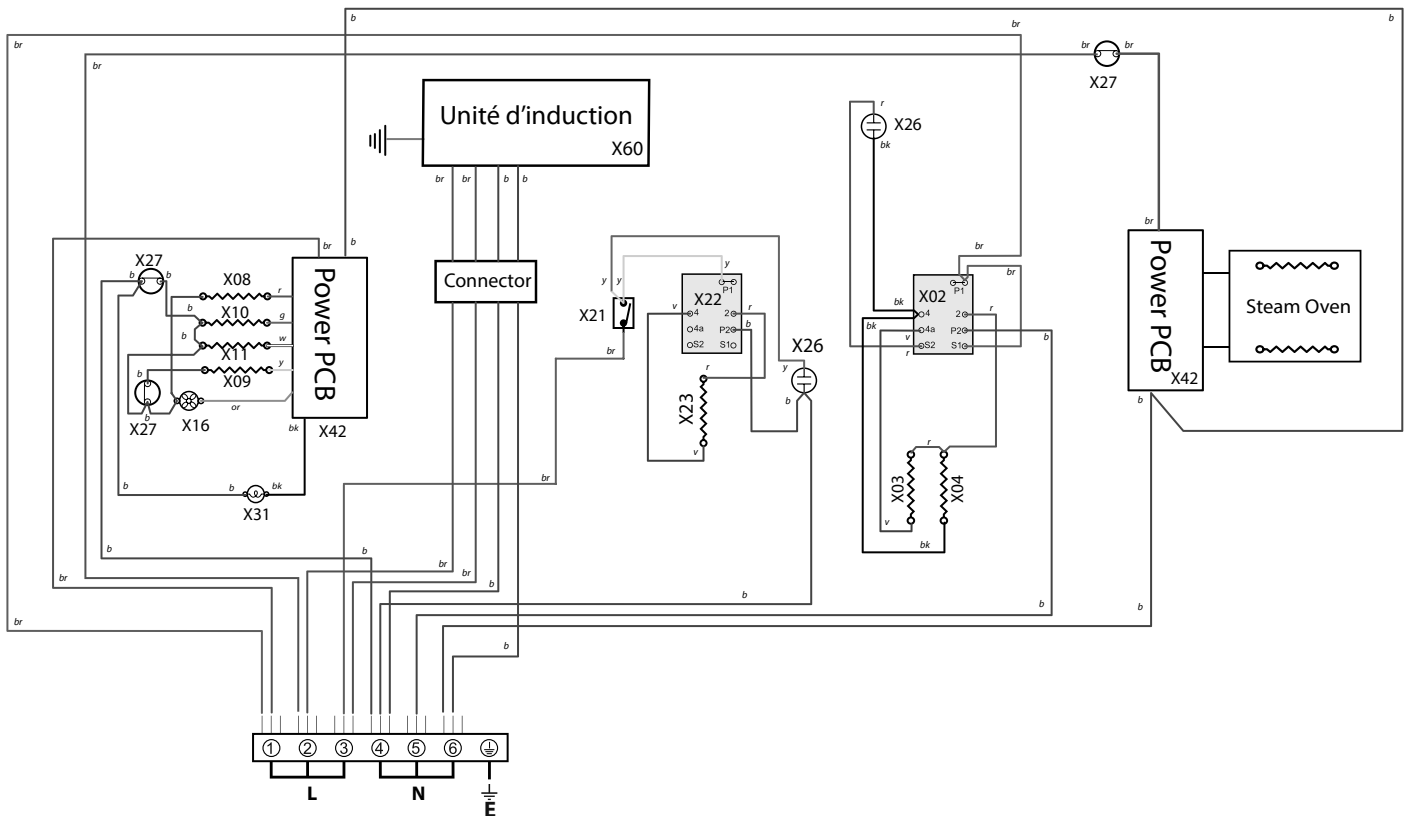 b
b
br
br
br
br
br
X27
Unité d'induction
X60
r
X26
bk
br
br
b
b
br
br
b
y
y
y
br
br
X27
b
b
Connector
Power PCB
X42
b
Steam Oven
X08
r
X10
b
g
X11
b
w
X09
y
b
X27
b
X16
or
Power PCB
X42
bk
b
b
bk
X31
X21
br
X22
P1
v
4
2
r
4a
P2
b
S2
S1
X26
y
b
r
X23
v
br
X02
P1
bk
4
2
r
bk
4a
P2
b
v
S2
S1
r
r
X03
X04
v
bk
b
b
br
br
br
b
b
b
b
br
b
1
2
3
4
5
6
L
N
E